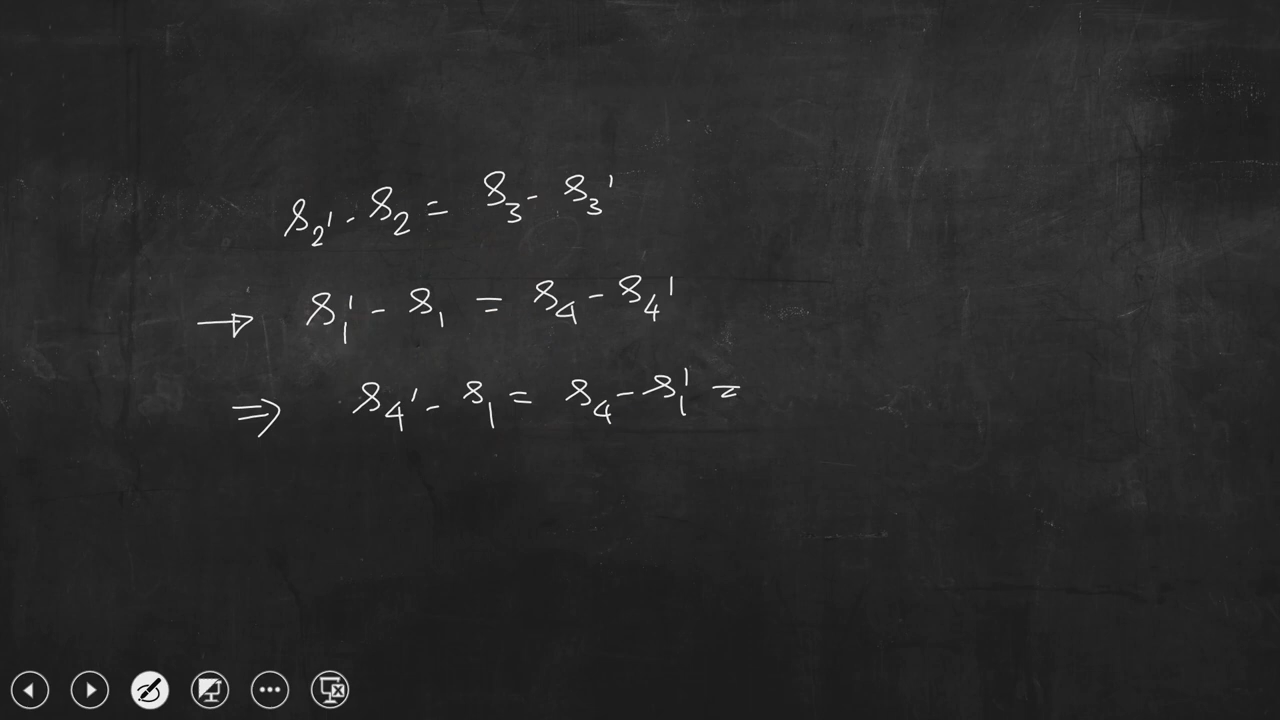 s₂' - s₂ = s₃ - s₃'
→ s₁' - s₁ = s₄ - s₄'
⇒ s₄' - s₁ = s₄ - s₁' =